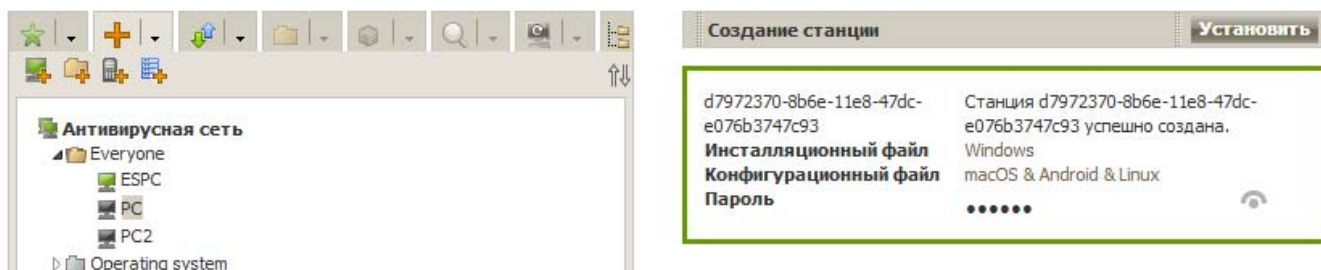 Антивирусная сеть
Everyone
ESPC
PC
PC2
Operating system
Создание станции
Установить
d7972370-8b6e-11e8-47dc-
e076b3747c93
Станция d7972370-8b6e-11e8-47dc-
e076b3747c93 успешно создана.
Инсталляционный файл Windows
Конфигурационный файл macOS & Android & Linux
Пароль ••••••